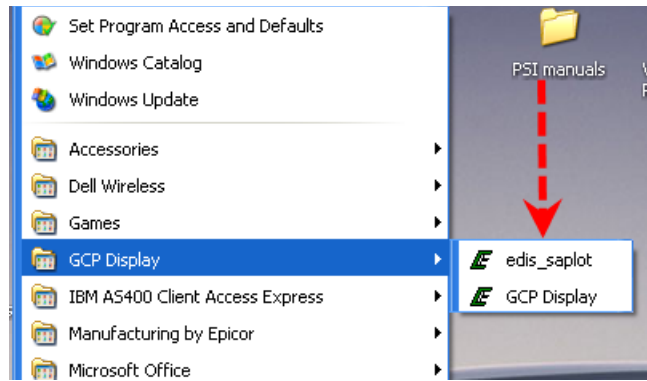 Set Program Access and Defaults
Windows Catalog
Windows Update
Accessories
Dell Wireless
Games
GCP Display
IBM AS400 Client Access Express
Manufacturing by Epicor
Microsoft Office
PSI manuals
edis_saplot
GCP Display